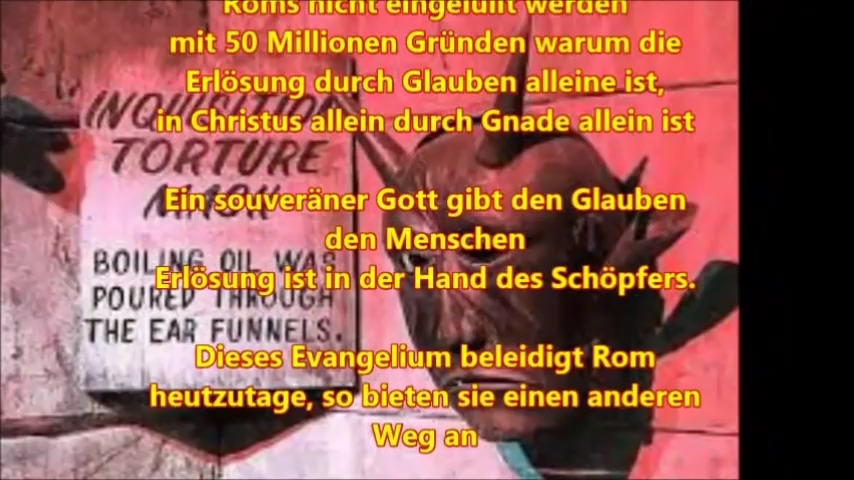 Roms nicht eingefüllt werden
mit 50 Millionen Gründen warum die
Erlösung durch Glauben alleine ist,
in Christus allein durch Gnade allein ist
Ein souveräner Gott gibt den Glauben
den Menschen
Erlösung ist in der Hand des Schöpfers.
Dieses Evangelium beleidigt Rom
heutzutage, so bieten sie einen anderen
Weg an
INQUISITION
TORTURE
MASK
BOILING OIL WAS
POURED THROUGH
THE EAR FUNNELS.